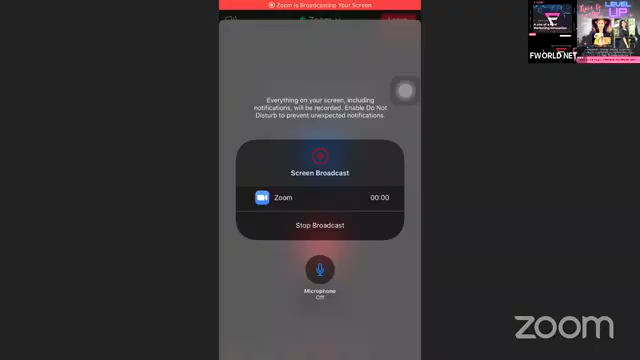 Zoom is Broadcasting Your Screen
Everything on your screen, including
notifications, will be recorded. Enable Do Not
Disturb to prevent unexpected notifications.
Screen Broadcast
Zoom
00:00
Stop Broadcast
Microphone
Off
FWORLD NET
LEVEL
UP
zoom